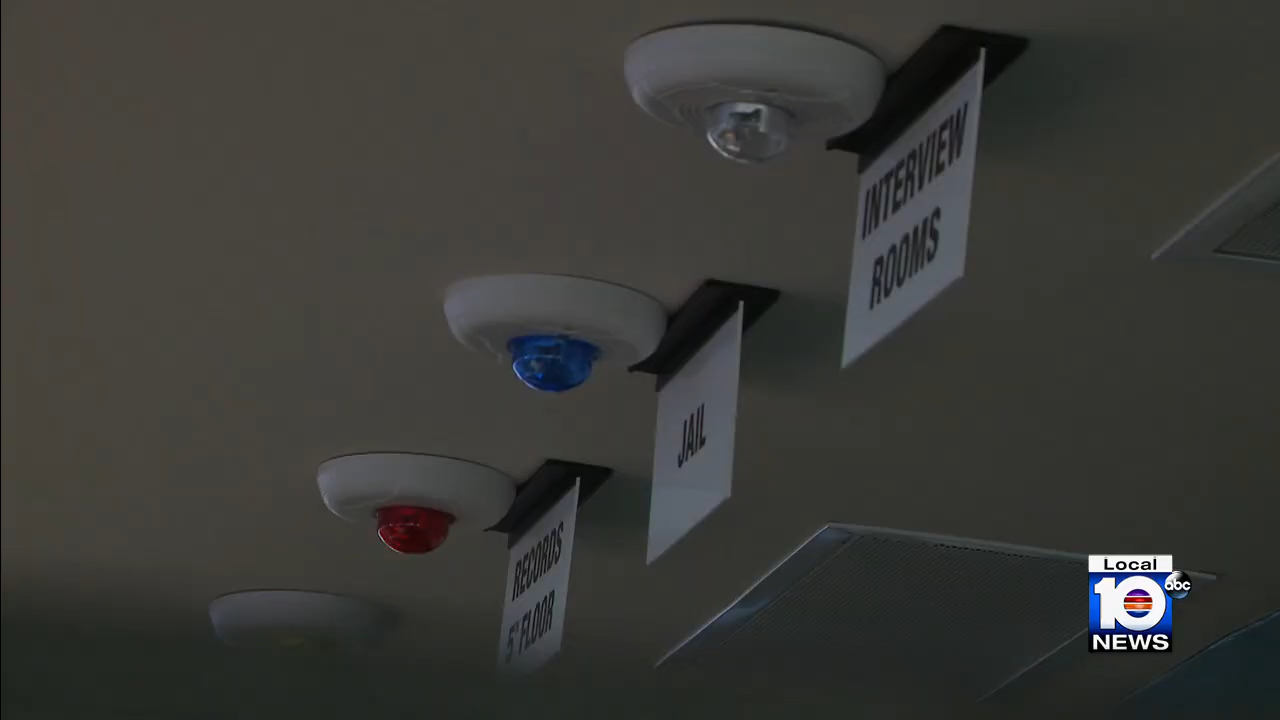 INTERVIEW
ROOMS
JAIL
RECORDS
5TH FLOOR
Local
10
abc
NEWS